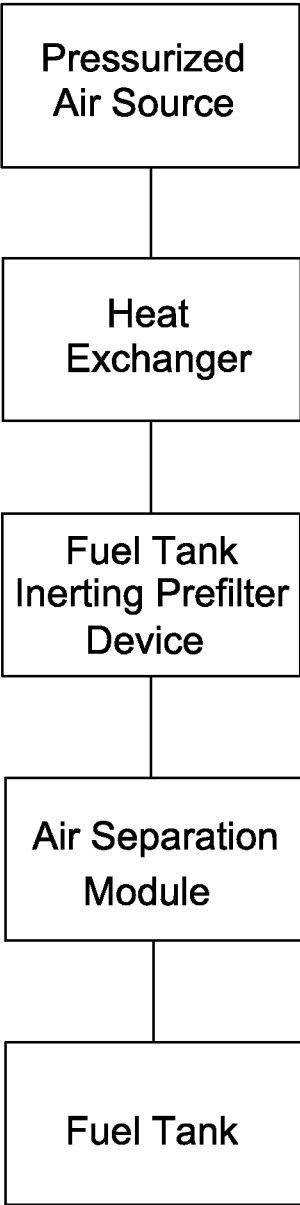 Pressurized
Air Source
Heat
Exchanger
Fuel Tank
Inerting Prefilter
Device
Air Separation
Module
Fuel Tank